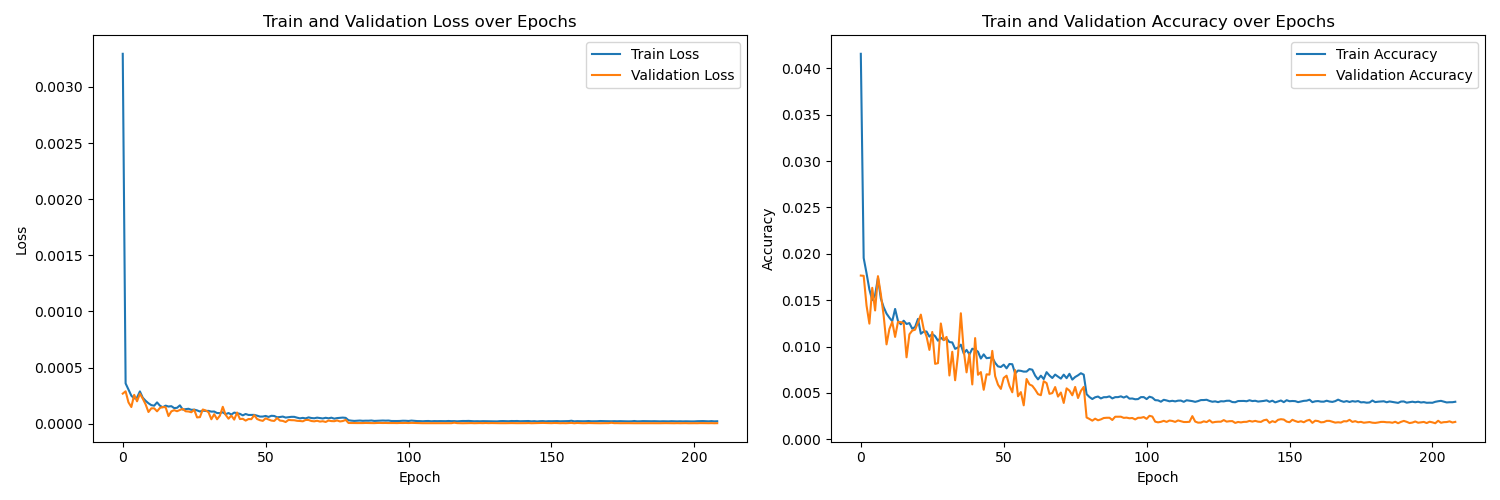 Train and Validation Loss over Epochs
Train Loss
Validation Loss
0.0030
0.0025
0.0020
0.0015
0.0010
0.0005
0.0000
Loss
0
50
100
150
200
Epoch
Train and Validation Accuracy over Epochs
Train Accuracy
Validation Accuracy
0.040
0.035
0.030
0.025
0.020
0.015
0.010
0.005
0.000
Accuracy
0
50
100
150
200
Epoch